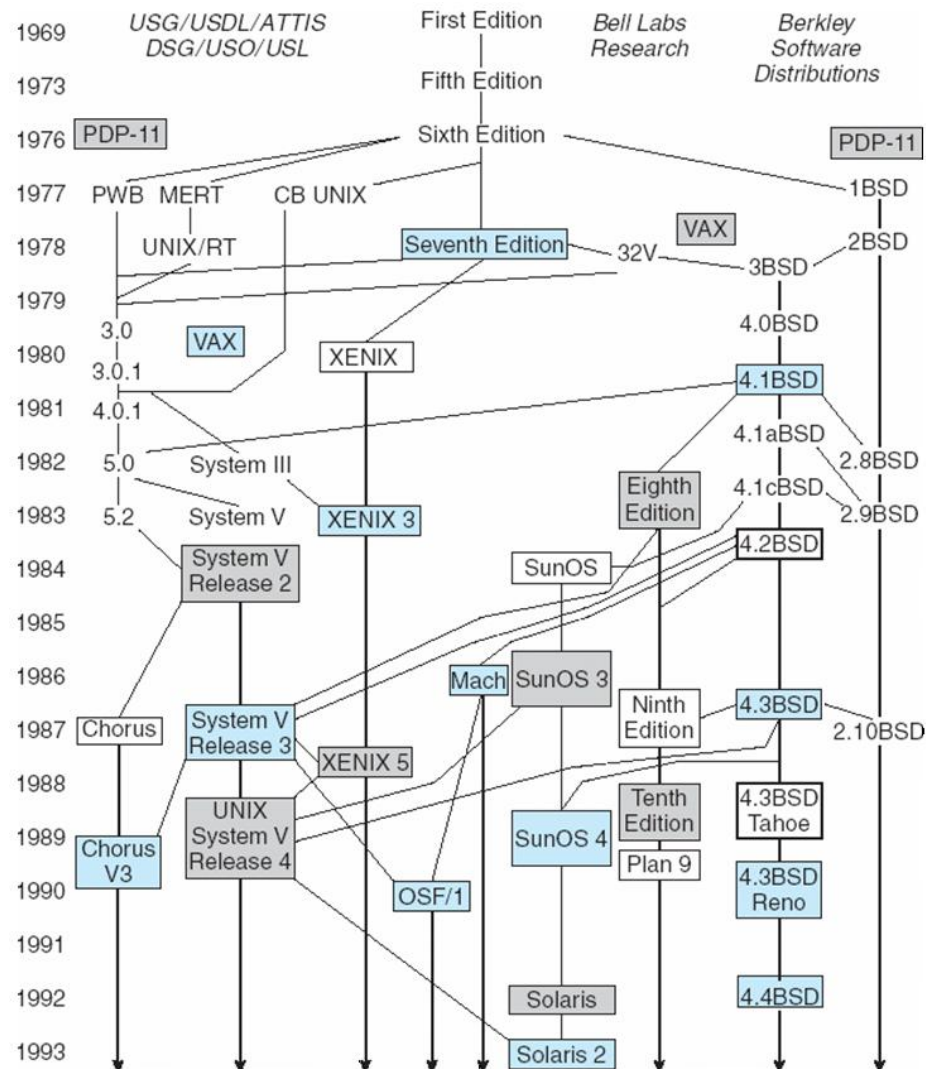 1969
USG/USDL/ATTIS
DSG/USO/USL
First Edition
Bell Labs
Research
Berkley
Software
Distributions
1973
Fifth Edition
1976
PDP-11
Sixth Edition
PDP-11
1977
PWB
MERT
CB UNIX
1BSD
1978
UNIX/RT
Seventh Edition
32V
VAX
2BSD
3BSD
1979
3.0
VAX
4.0BSD
1980
3.0.1
XENIX
4.1BSD
1981
4.0.1
4.1aBSD
1982
5.0
System III
2.8BSD
Eighth
Edition
4.1cBSD
1983
5.2
System V
XENIX 3
2.9BSD
4.2BSD
1984
System V
Release 2
SunOS
1985
1986
Mach
SunOS 3
1987
Chorus
System V
Release 3
Ninth
Edition
4.3BSD
2.10BSD
XENIX 5
1988
UNIX
System V
Release 4
Tenth
Edition
4.3BSD
Tahoe
1989
Chorus
V3
SunOS 4
Plan 9
1990
OSF/1
4.3BSD
Reno
1991
1992
Solaris
4.4BSD
1993
Solaris 2